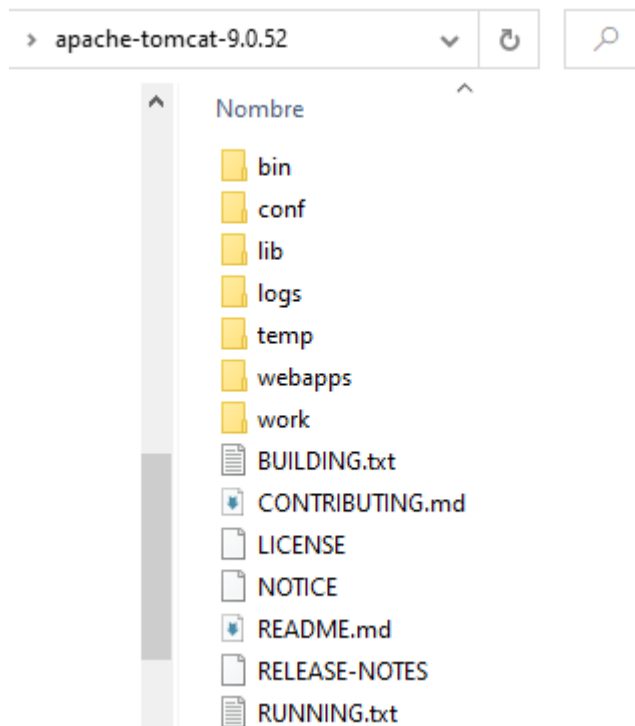 apache-tomcat-9.0.52
Nombre
bin
conf
lib
logs
temp
webapps
work
BUILDING.txt
CONTRIBUTING.md
LICENSE
NOTICE
README.md
RELEASE-NOTES
RUNNING.txt